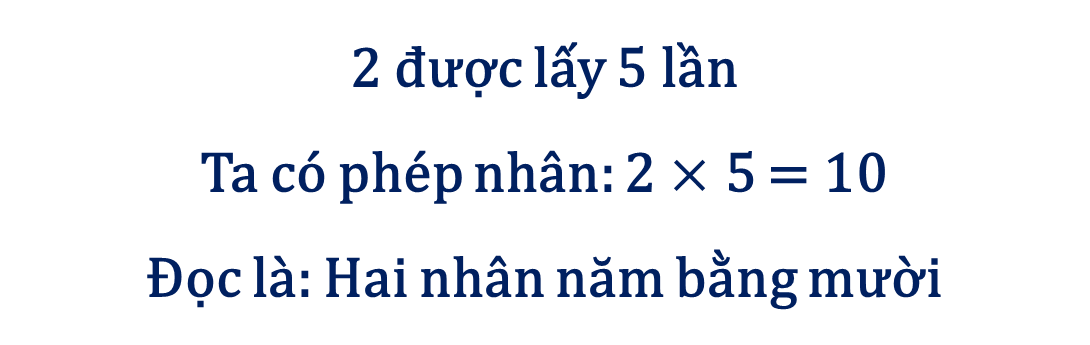 2 được lấy 5 lần
Ta có phép nhân: 2 × 5 = 10
Đọc là: Hai nhân năm bằng mười